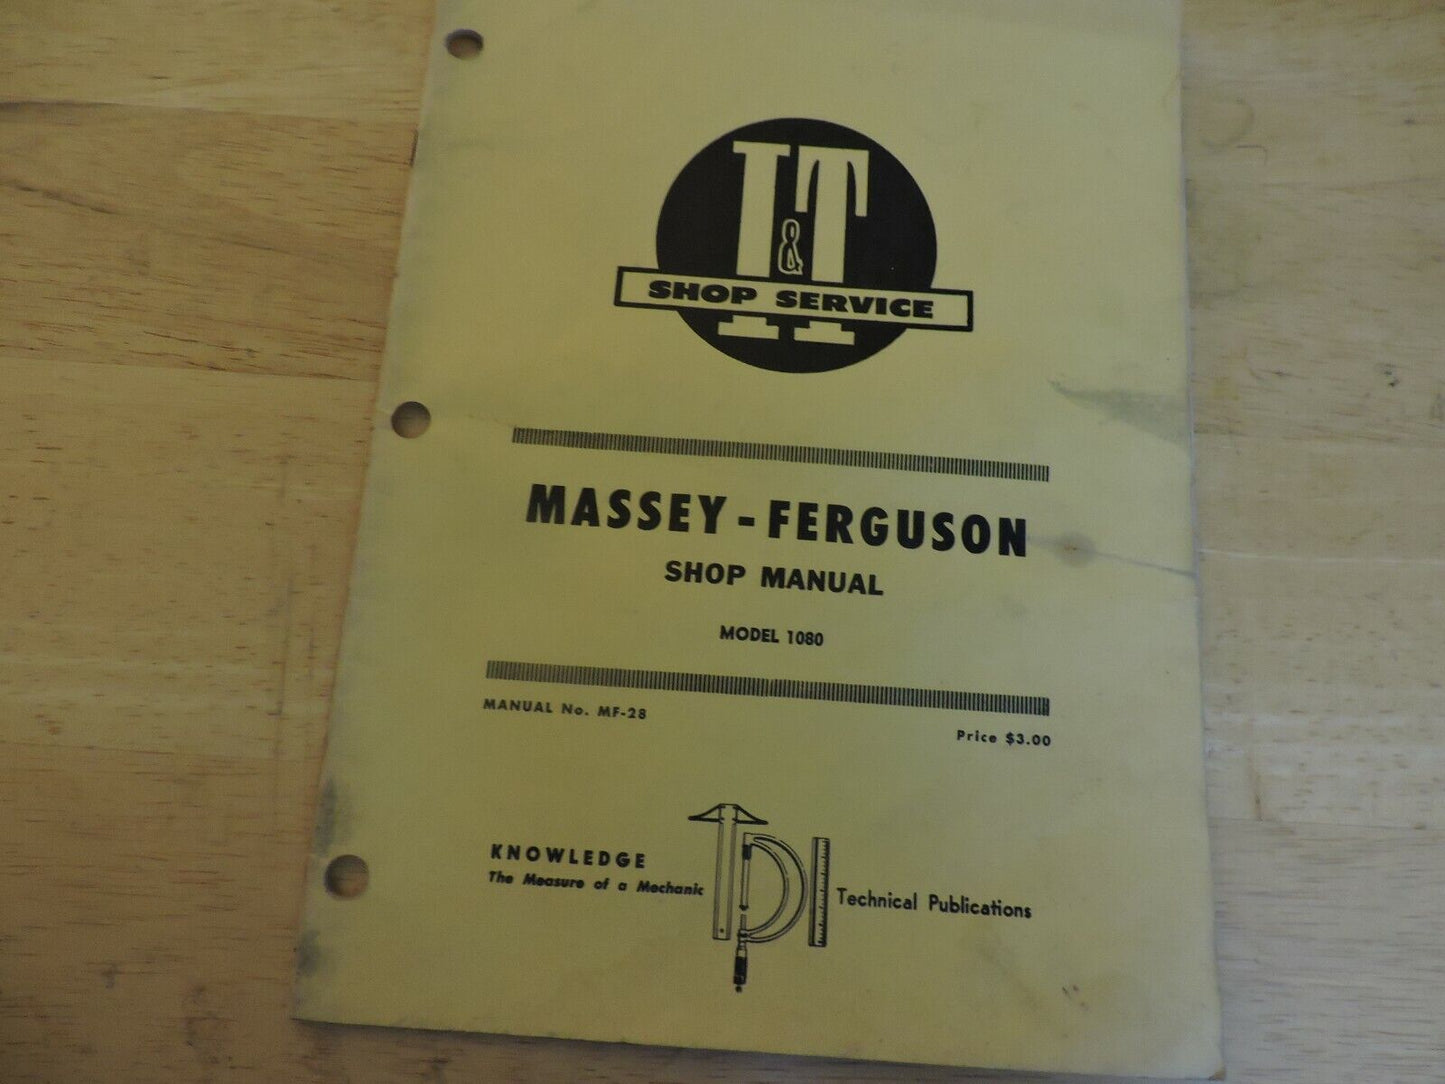 I&T
SHOP SERVICE
MASSEY - FERGUSON
SHOP MANUAL
MODEL 1080
MANUAL No. MF-28
Price $3.00
KNOWLEDGE
The Measure of a Mechanic
TPI
Technical Publications